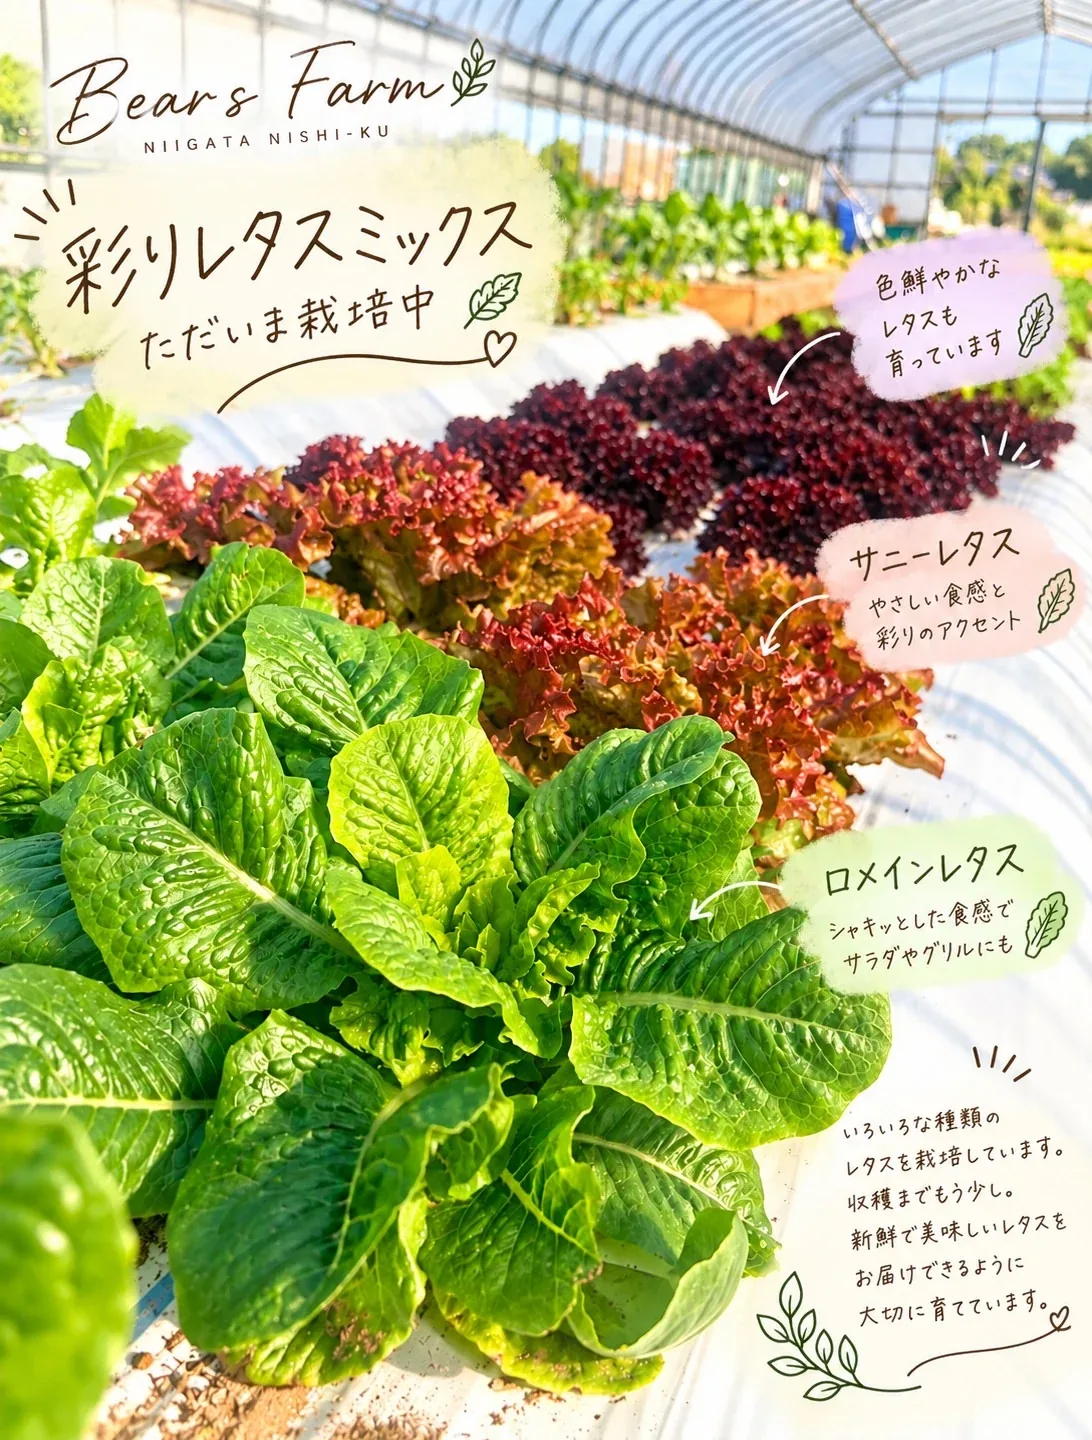 Bear's Farm
NIIGATA NISHI-KU
彩りレタスミックス
ただいま栽培中
色鮮やかな
レタスも
育っています
サニーレタス
やさしい食感と
彩りのアクセント
ロメインレタス
シャキッとした食感で
サラダやグリルにも
いろいろな種類の
レタスを栽培しています。
収穫までもう少し。
新鮮で美味しいレタスを
お届けできるように
大切に育てています。